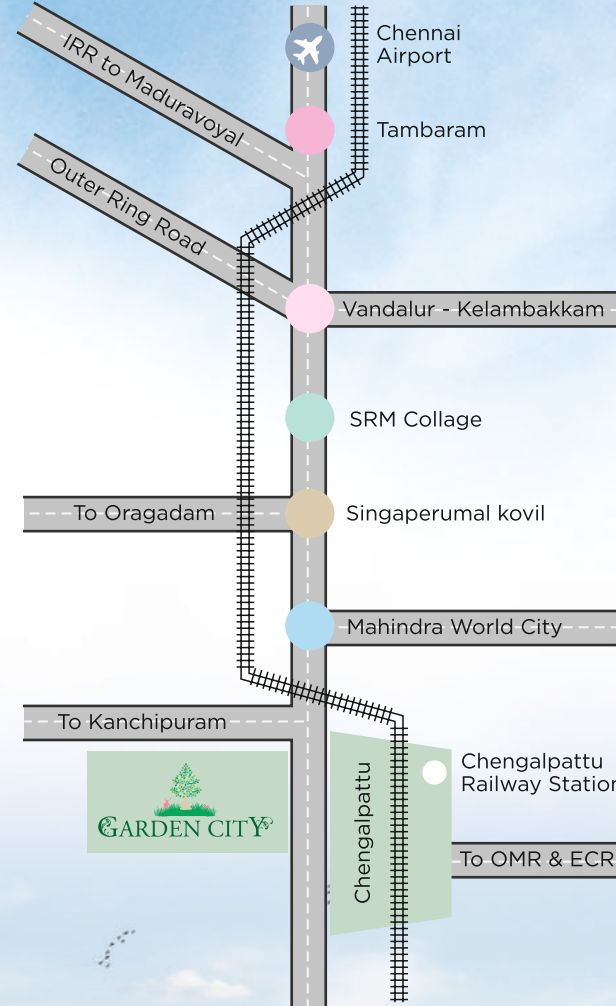 Chennai
Airport
IRR to Maduravoyal
Tambaram
Outer Ring Road
Vandalur - Kelambakkam
SRM Collage
To Oragadam
Singaperumal kovil
Mahindra World City
To Kanchipuram
Chengalpattu
Railway Station
GARDEN CITY
Chengalpattu
To OMR & ECR